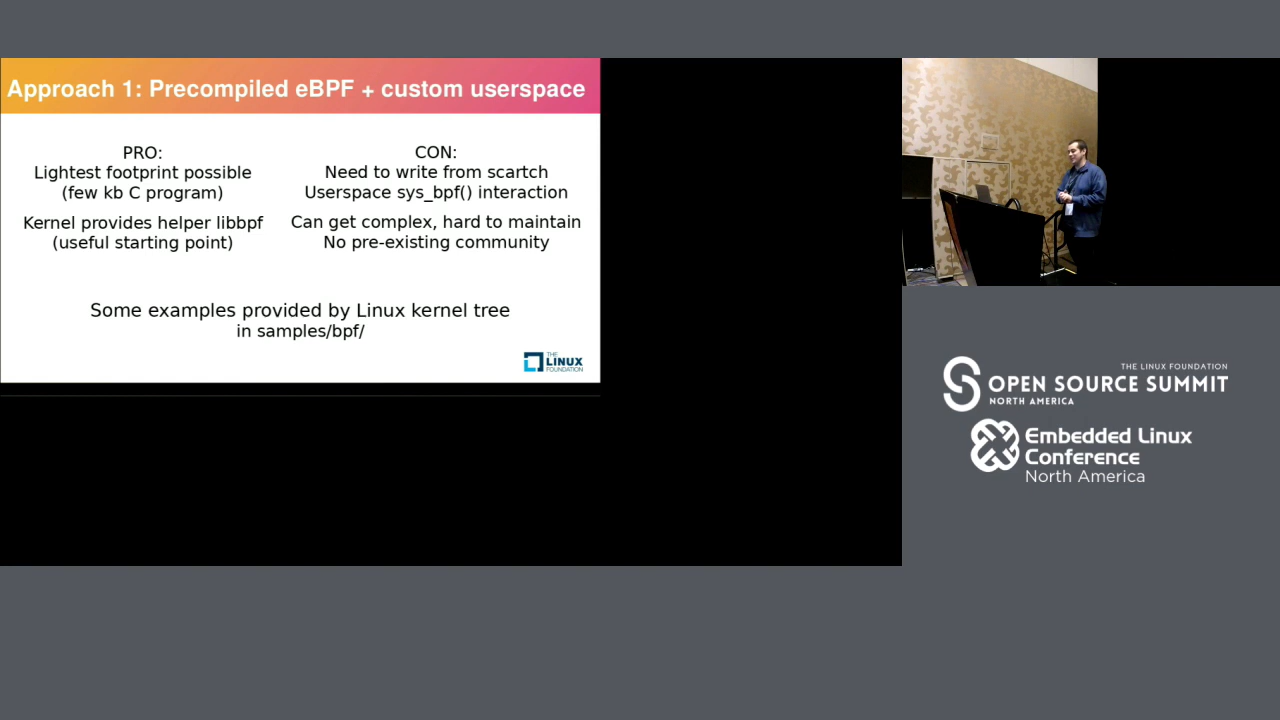 Approach 1: Precompiled eBPF + custom userspace
PRO:
Lightest footprint possible
(few kb C program)
Kernel provides helper libbpf
(useful starting point)
CON:
Need to write from scartch
Userspace sys_bpf() interaction
Can get complex, hard to maintain
No pre-existing community
Some examples provided by Linux kernel tree
in samples/bpf/
THE
LINUX
FOUNDATION
THE LINUX FOUNDATION
OPEN SOURCE SUMMIT
NORTH AMERICA
Embedded Linux
Conference
North America